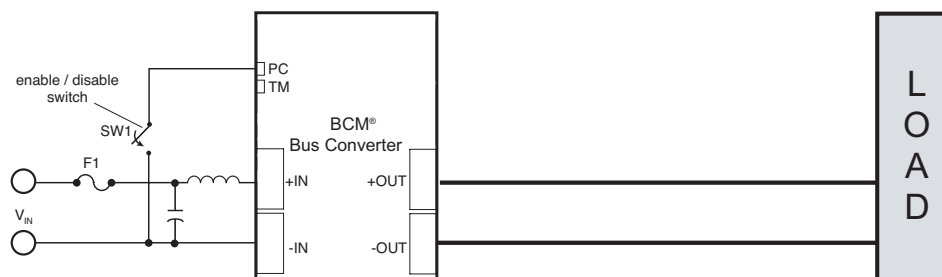 PC
enable / disable
switch
TM
SW1
BCM®
Bus Converter
F1
+IN
+OUT
VIN
-IN
-OUT
L
O
A
D